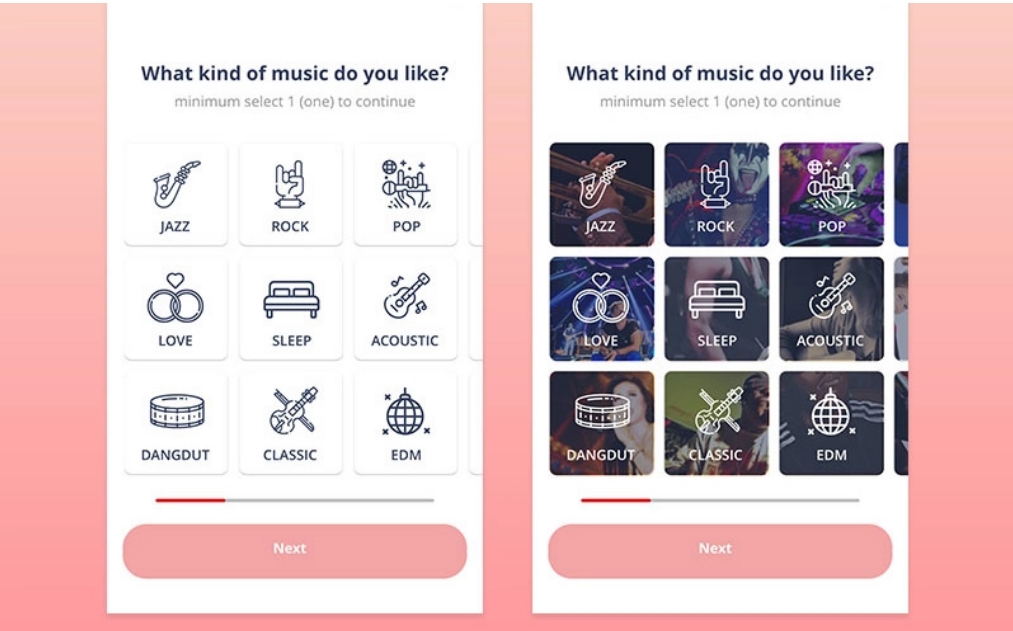 What kind of music do you like?
minimum select 1 (one) to continue
JAZZ
ROCK
POP
LOVE
SLEEP
ACOUSTIC
DANGDUT
CLASSIC
EDM
Next
What kind of music do you like?
minimum select 1 (one) to continue
JAZZ
ROCK
POP
LOVE
SLEEP
ACOUSTIC
DANGDUT
CLASSIC
EDM
Next